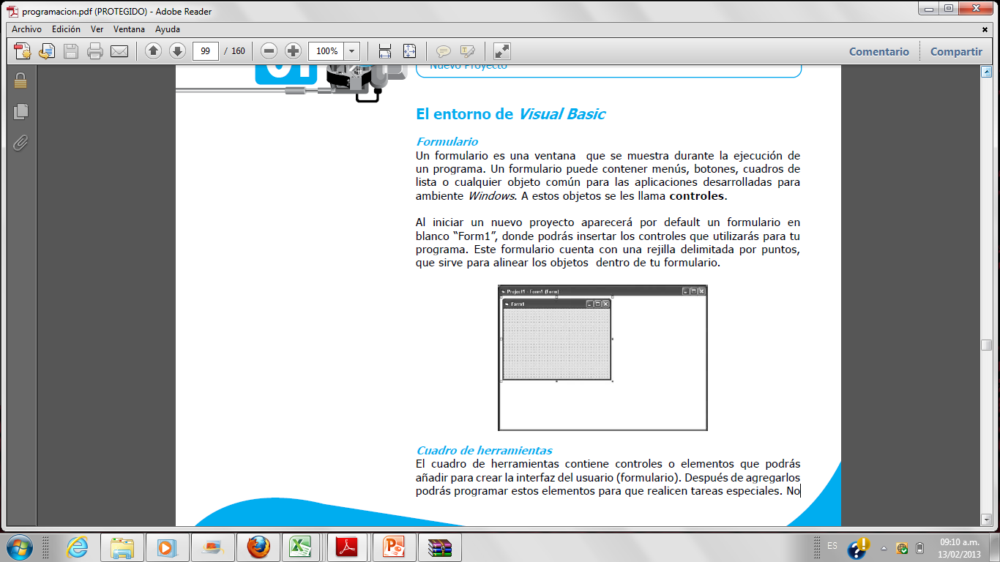 programacion.pdf (PROTEGIDO) - Adobe Reader
Archivo Edición Ver Ventana Ayuda
99 / 160 100% Comentario Compartir
Nuevo Proyecto
El entorno de Visual Basic
Formulario
Un formulario es una ventana que se muestra durante la ejecución de
un programa. Un formulario puede contener menús, botones, cuadros de
lista o cualquier objeto común para las aplicaciones desarrolladas para
ambiente Windows. A estos objetos se les llama controles.
Al iniciar un nuevo proyecto aparecerá por default un formulario en
blanco “Form1”, donde podrás insertar los controles que utilizarás para tu
programa. Este formulario cuenta con una rejilla delimitada por puntos,
que sirve para alinear los objetos dentro de tu formulario.
Project1 - Form1 (Form)
Form1
Cuadro de herramientas
El cuadro de herramientas contiene controles o elementos que podrás
añadir para crear la interfaz del usuario (formulario). Después de agregarlos
podrás programar estos elementos para que realicen tareas especiales. No
ES
09:10 a.m.
13/02/2013